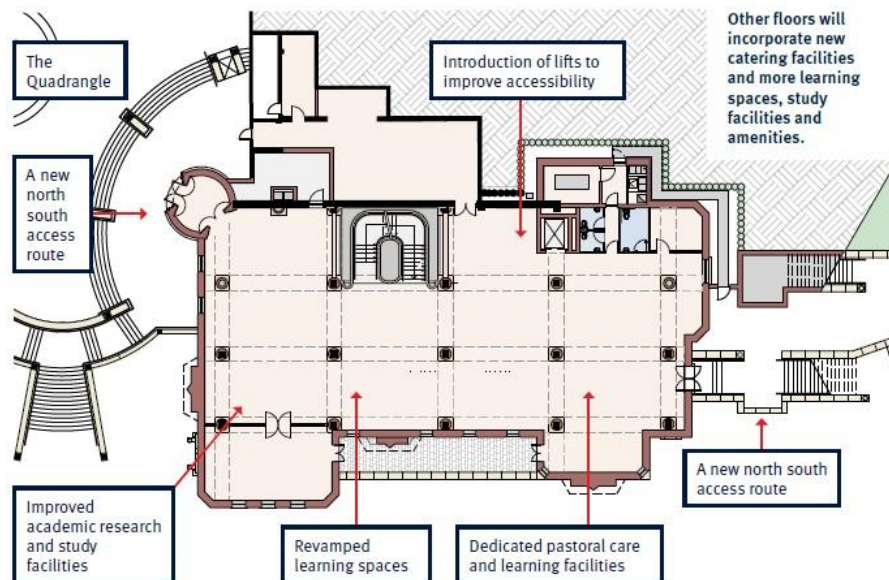 The
Quadrangle
Introduction of lifts to
improve accessibility
Other floors will
incorporate new
catering facilities
and more learning
spaces, study
facilities and
amenities.
A new
north
south
access
route
Improved
academic research
and study
facilities
Revamped
learning spaces
Dedicated pastoral care
and learning facilities
A new north south
access route